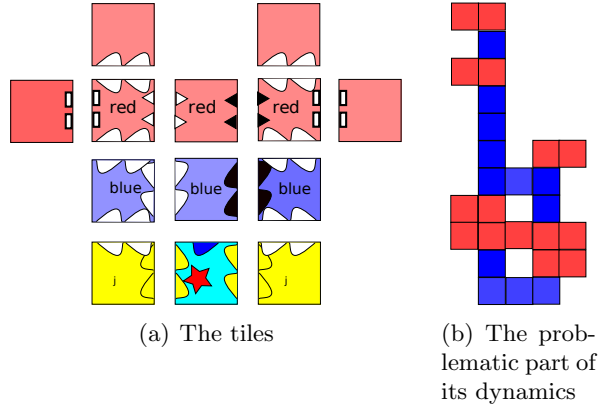 red red red
blue blue blue
j j
(a) The tiles
(b) The prob-
lematic part of
its dynamics